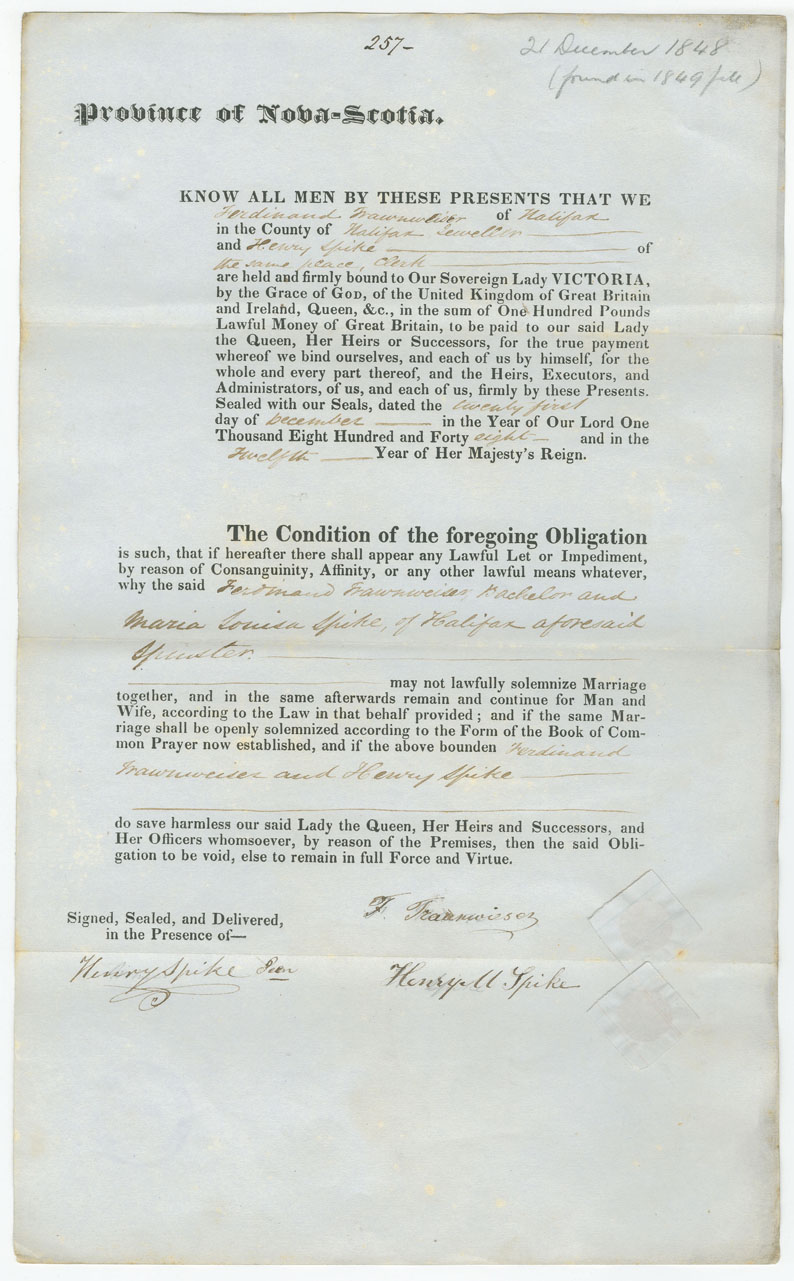 257-
21 December 1848
(found in 1849 file)
Province of Nova-Scotia.
KNOW ALL MEN BY THESE PRESENTS THAT WE
Ferdinand Trawnweiser of Halifax
in the County of Halifax Jeweller
and Henry Spike of
the same place, Clerk
are held and firmly bound to Our Sovereign Lady VICTORIA,
by the Grace of GOD, of the United Kingdom of Great Britain
and Ireland, Queen, &c., in the sum of One Hundred Pounds
Lawful Money of Great Britain, to be paid to our said Lady
the Queen, Her Heirs or Successors, for the true payment
whereof we bind ourselves, and each of us by himself, for the
whole and every part thereof, and the Heirs, Executors, and
Administrators, of us, and each of us, firmly by these Presents.
Sealed with our Seals, dated the twenty first
day of December in the Year of Our Lord One
Thousand Eight Hundred and Forty eight- and in the
Twelfth Year of Her Majesty's Reign.
The Condition of the foregoing Obligation
is such, that if hereafter there shall appear any Lawful Let or Impediment,
by reason of Consanguinity, Affinity, or any other lawful means whatever,
why the said Ferdinand Trawnweiser, Bachelor and
Maria Louisa Spike, of Halifax aforesaid
Spinster.
may not lawfully solemnize Marriage
together, and in the same afterwards remain and continue for Man and
Wife, according to the Law in that behalf provided; and if the same Mar-
riage shall be openly solemnized according to the Form of the Book of Com-
mon Prayer now established, and if the above bounden Ferdinand
Trawnweiser and Henry Spike
do save harmless our said Lady the Queen, Her Heirs and Successors, and
Her Officers whomsoever, by reason of the Premises, then the said Obli-
gation to be void, else to remain in full Force and Virtue.
Signed, Sealed, and Delivered,
in the Presence of—
F. Traunwieser
Henry Spike Sen
Henry M Spike